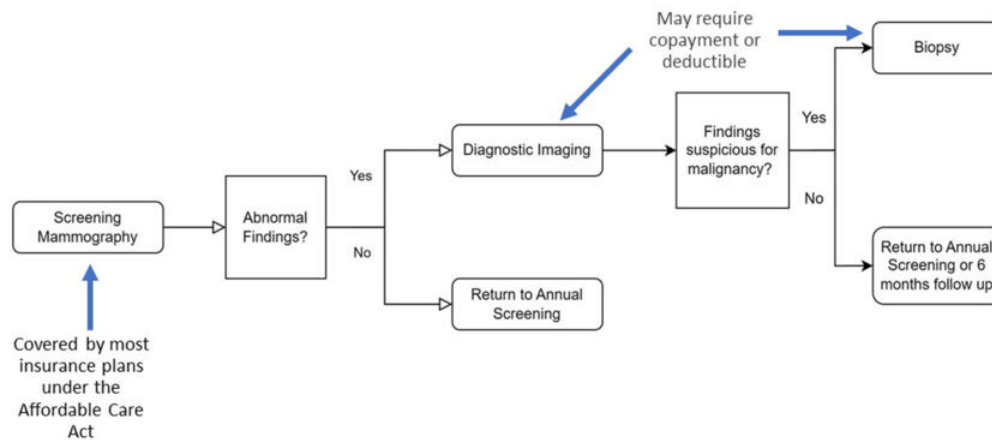 Screening
Mammography
Covered by most
insurance plans
under the
Affordable Care
Act
Abnormal
Findings?
Yes
No
Diagnostic Imaging
Return to Annual
Screening
May require
copayment or
deductible
Findings
suspicious for
malignancy?
Yes
No
Biopsy
Return to Annual
Screening or 6
months follow up